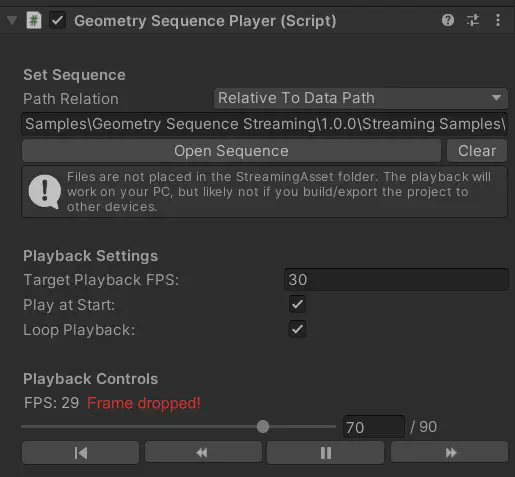 Geometry Sequence Player (Script)
Set Sequence
Path Relation Relative To Data Path
Samples\Geometry Sequence Streaming\1.0.0\Streaming Samples\
Open Sequence Clear
Files are not placed in the StreamingAsset folder. The playback will
work on your PC, but likely not if you build/export the project to
other devices.
Playback Settings
Target Playback FPS: 30
Play at Start:
Loop Playback:
Playback Controls
FPS: 29 Frame dropped!
70 / 90